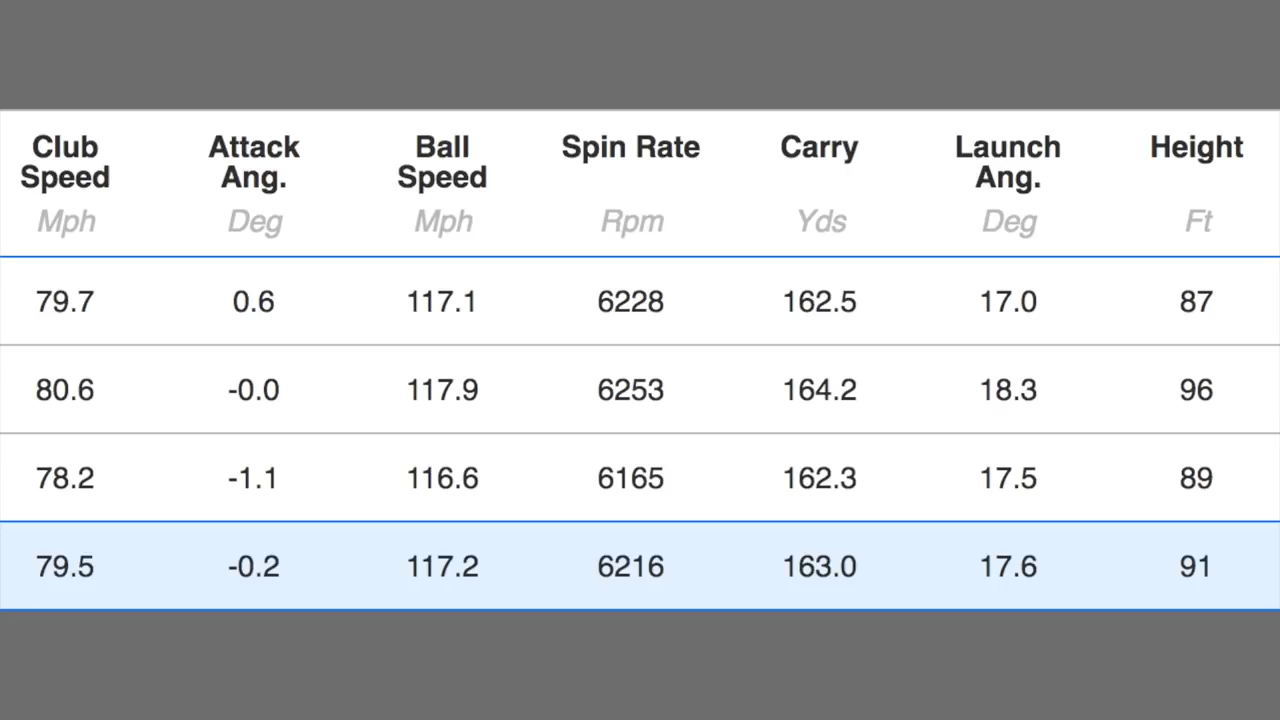 Club Speed Attack Ang. Ball Speed Spin Rate Carry Launch Ang. Height
Mph Deg Mph Rpm Yds Deg Ft
79.7 0.6 117.1 6228 162.5 17.0 87
80.6 -0.0 117.9 6253 164.2 18.3 96
78.2 -1.1 116.6 6165 162.3 17.5 89
79.5 -0.2 117.2 6216 163.0 17.6 91